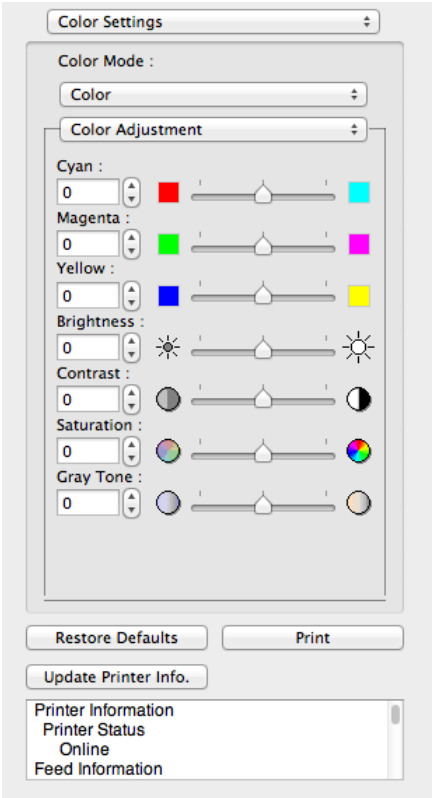 Color Settings
Color Mode :
Color
Color Adjustment
Cyan :
0
Magenta :
0
Yellow :
0
Brightness :
0
Contrast :
0
Saturation :
0
Gray Tone :
0
Restore Defaults
Print
Update Printer Info.
Printer Information
Printer Status
Online
Feed Information